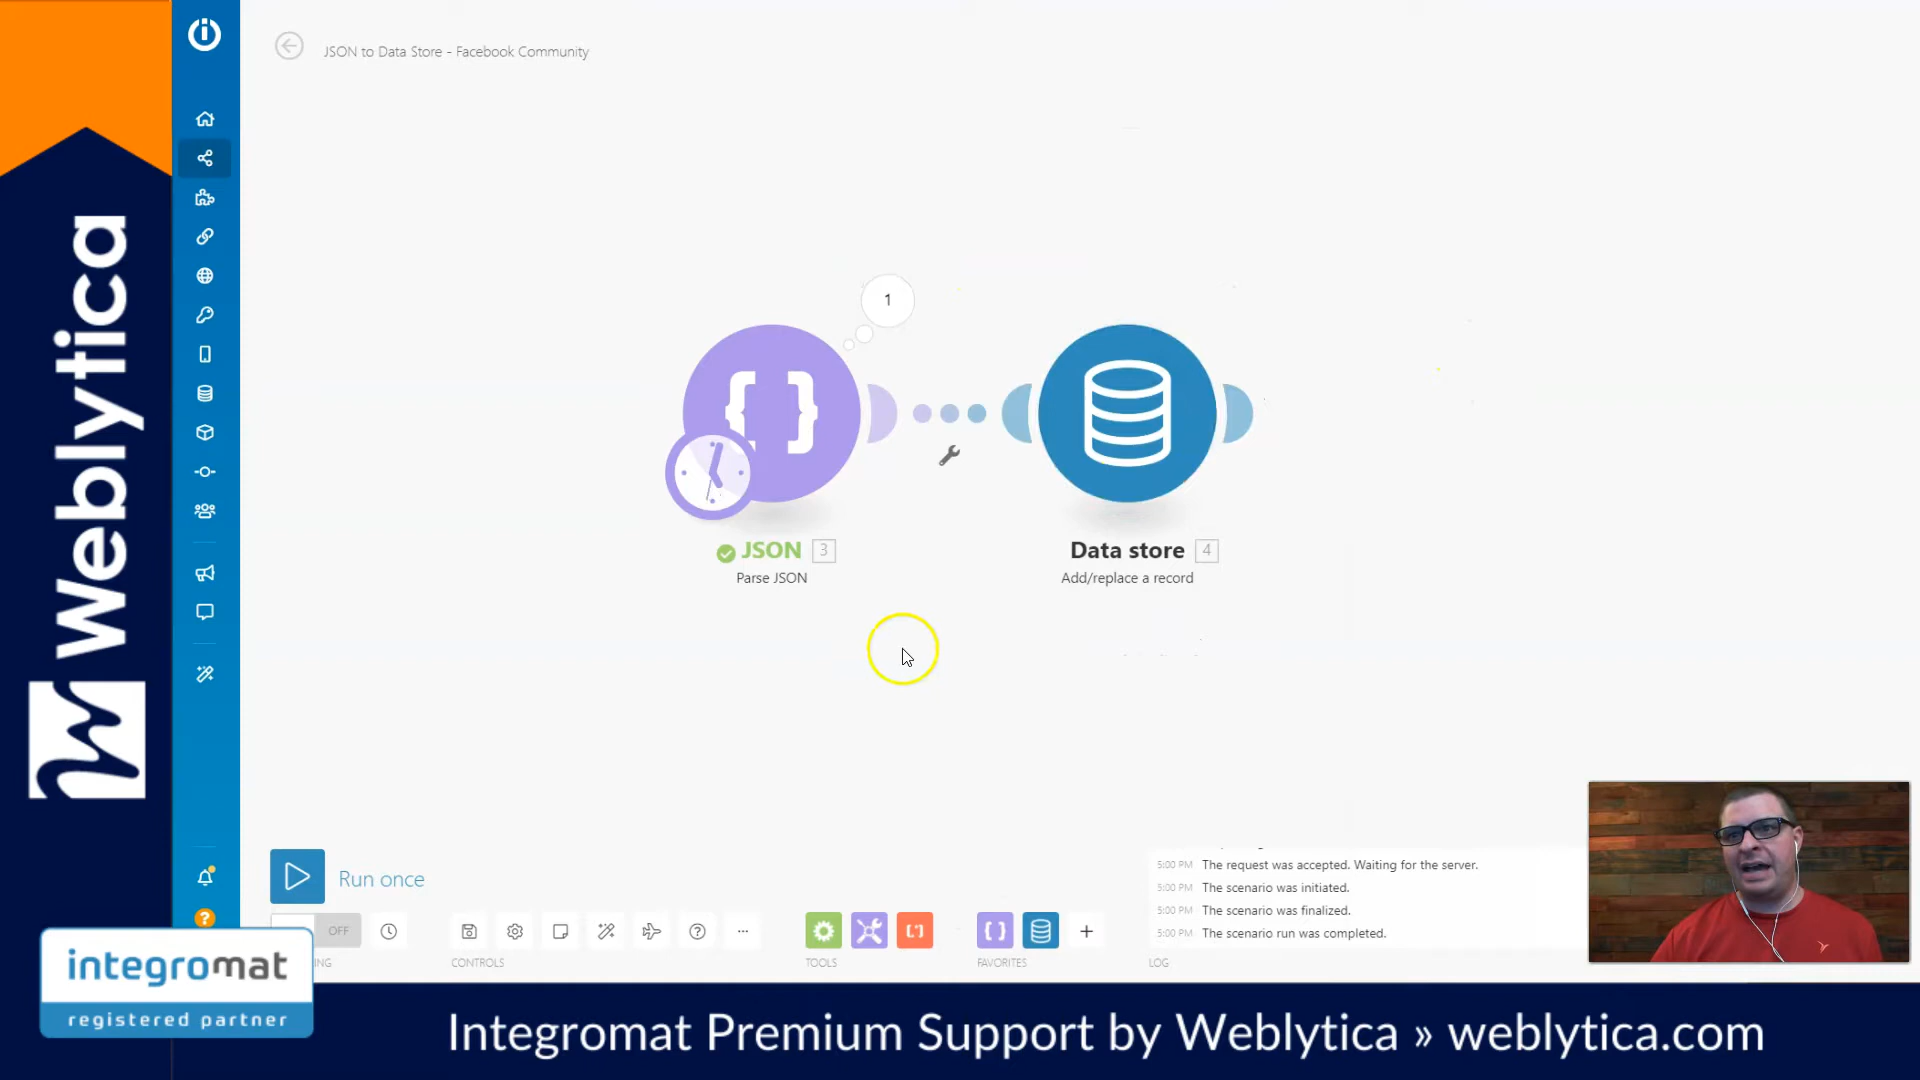 JSON to Data Store - Facebook Community
Weblytica
1
JSON 3
Parse JSON
Data store 4
Add/replace a record
Run once
OFF
CONTROLS
TOOLS
FAVORITES
LOG
5:00 PM The request was accepted. Waiting for the server.
5:00 PM The scenario was initiated.
5:00 PM The scenario was finalized.
5:00 PM The scenario run was completed.
integromat
registered partner
Integromat Premium Support by Weblytica » weblytica.com